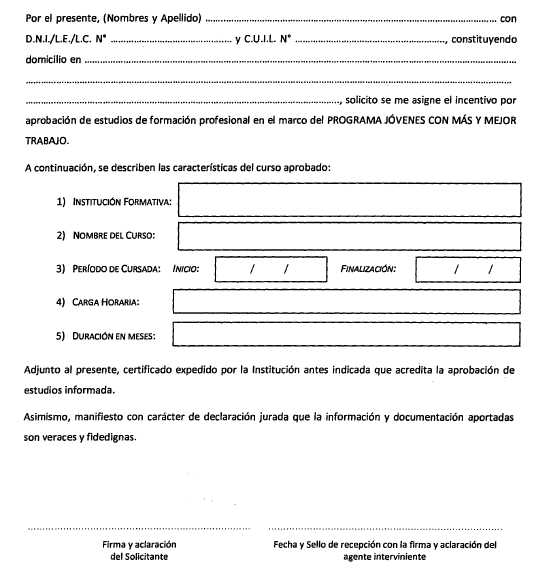 Por el presente, (Nombres y Apellido) ........................................................................................ con
D.N.I./L.E./L.C. N° ..................................... y C.U.I.L. N° ............................................., constituyendo
domicilio en ....................................................................................................................................
.....................................................................................................................................................
................................................................................................, solicito se me asigne el incentivo por
aprobación de estudios de formación profesional en el marco del PROGRAMA JÓVENES CON MÁS Y MEJOR
TRABAJO.
A continuación, se describen las características del curso aprobado:
1) INSTITUCIÓN FORMATIVA:
2) NOMBRE DEL CURSO:
3) PERÍODO DE CURSADA: INICIO: / / FINALIZACIÓN: / /
4) CARGA HORARIA:
5) DURACIÓN EN MESES:
Adjunto al presente, certificado expedido por la Institución antes indicada que acredita la aprobación de
estudios informada.
Asimismo, manifiesto con carácter de declaración jurada que la información y documentación aportadas
son veraces y fidedignas.
Firma y aclaración
del Solicitante
Fecha y Sello de recepción con la firma y aclaración del
agente interviniente